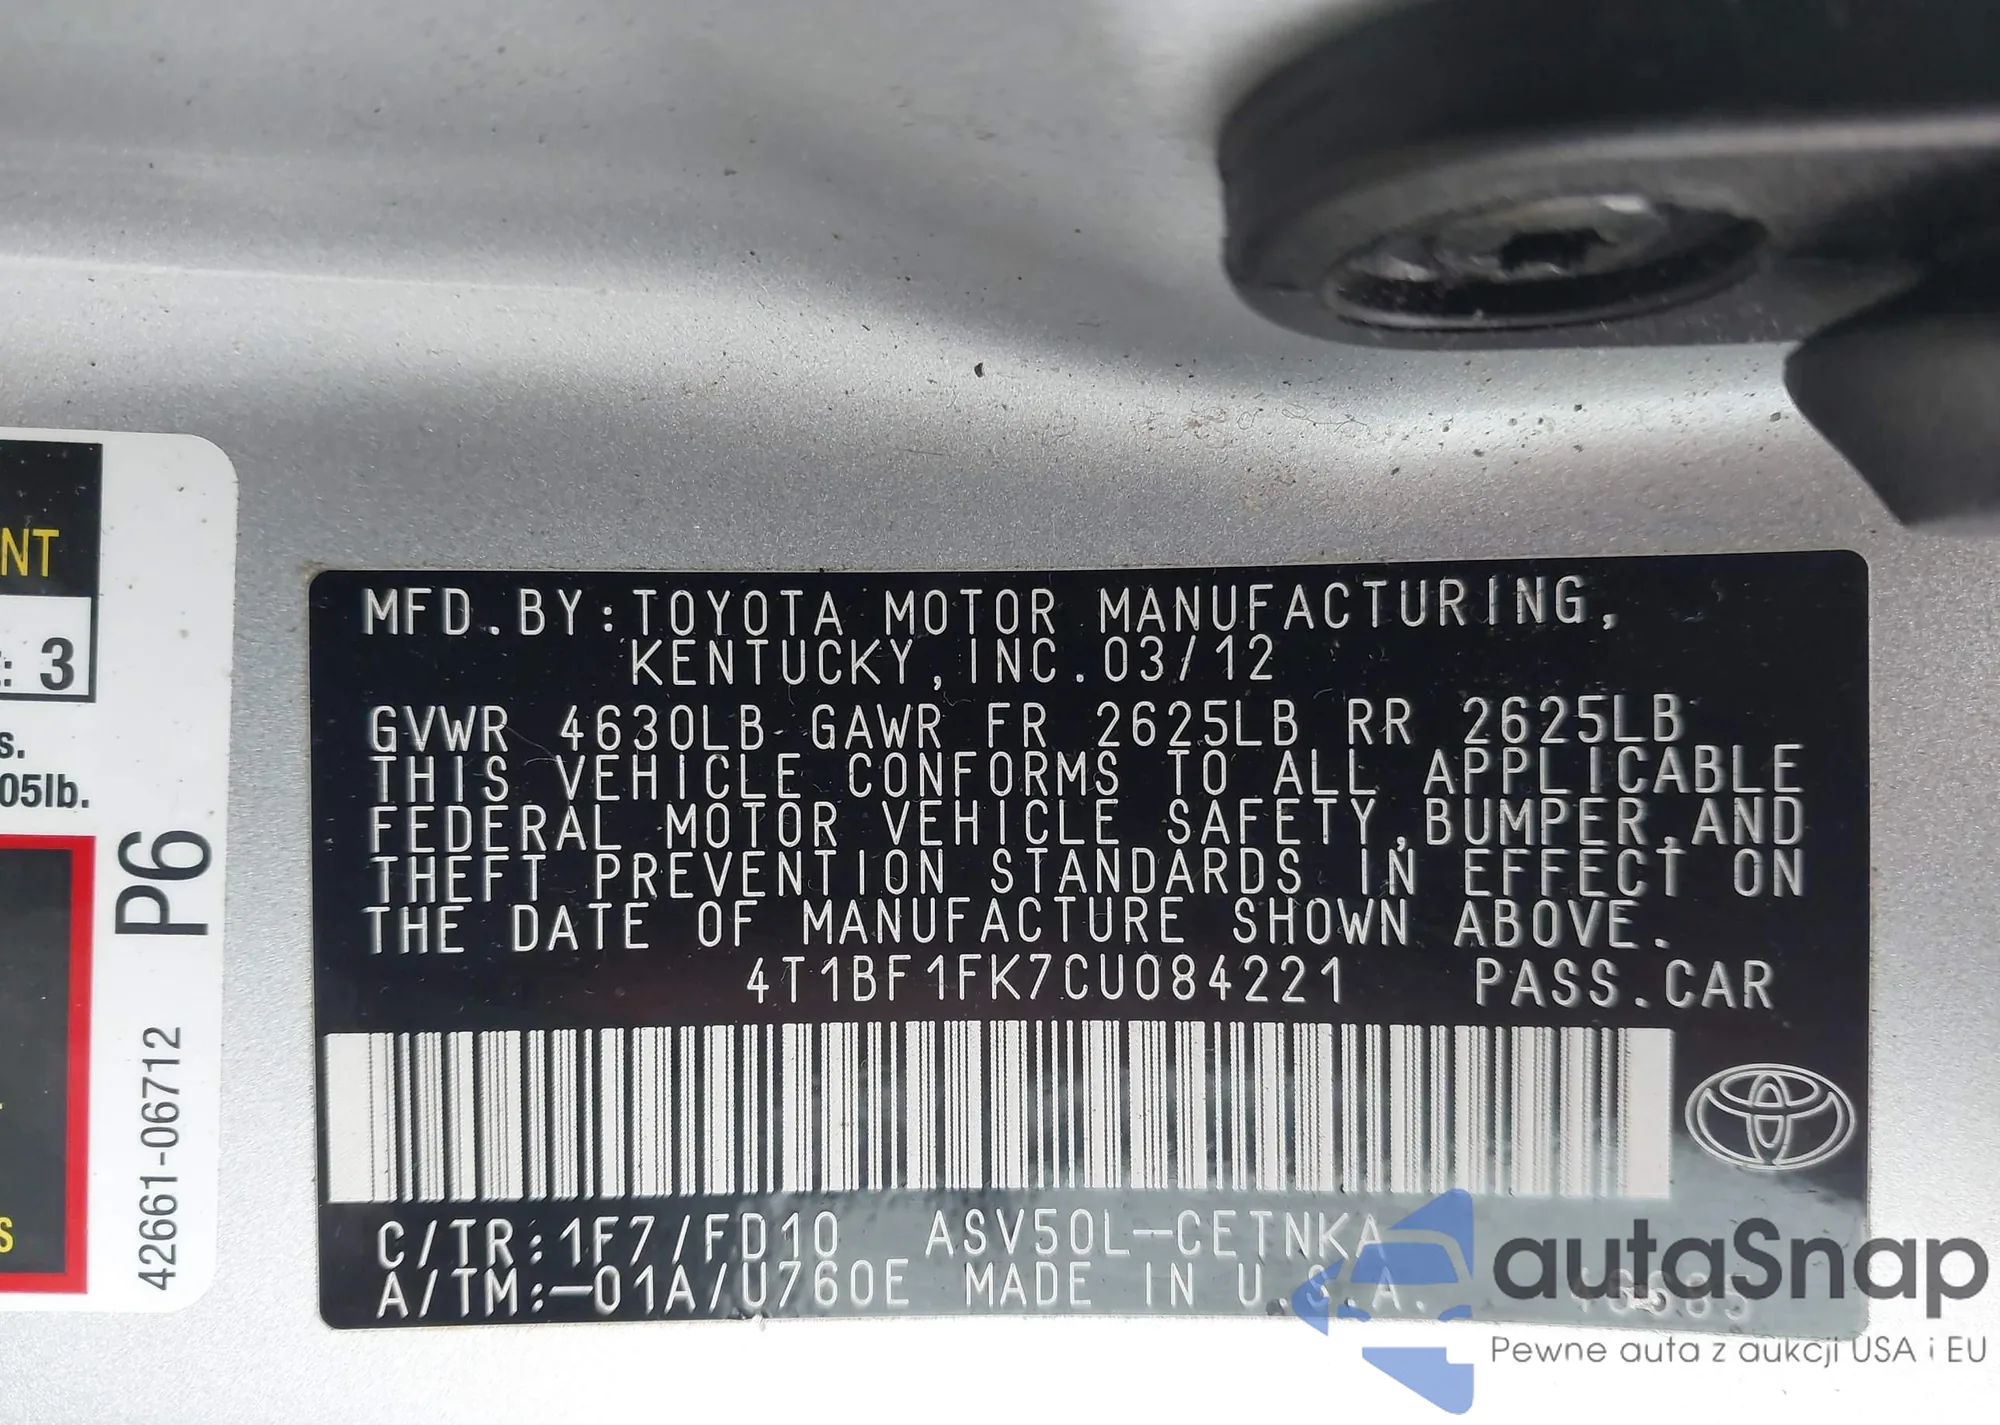 NT
: 3
s.
05lb.
S
P6
42661-06712
MFD. BY: TOYOTA MOTOR MANUFACTURING,
KENTUCKY, INC. 03/12
GVWR 4630LB GAWR FR 2625LB RR 2625LB
THIS VEHICLE CONFORMS TO ALL APPLICABLE
FEDERAL MOTOR VEHICLE SAFETY, BUMPER, AND
THEFT PREVENTION STANDARDS IN EFFECT ON
THE DATE OF MANUFACTURE SHOWN ABOVE.
4T1BF1FK7CU084221 PASS. CAR
C/TR: 1F7/FD10 ASV50L-CETNKA
A/TM:-01A/U760E MADE IN U.S.A.
autaSnap
Pewne auta z aukcji USA i EU